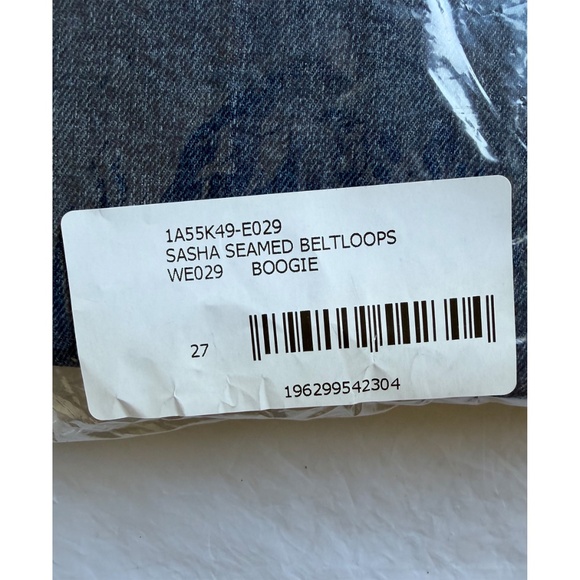 1A55K49-E029
SASHA SEAMED BELTLOOPS
WE029 BOOGIE
27
196299542304